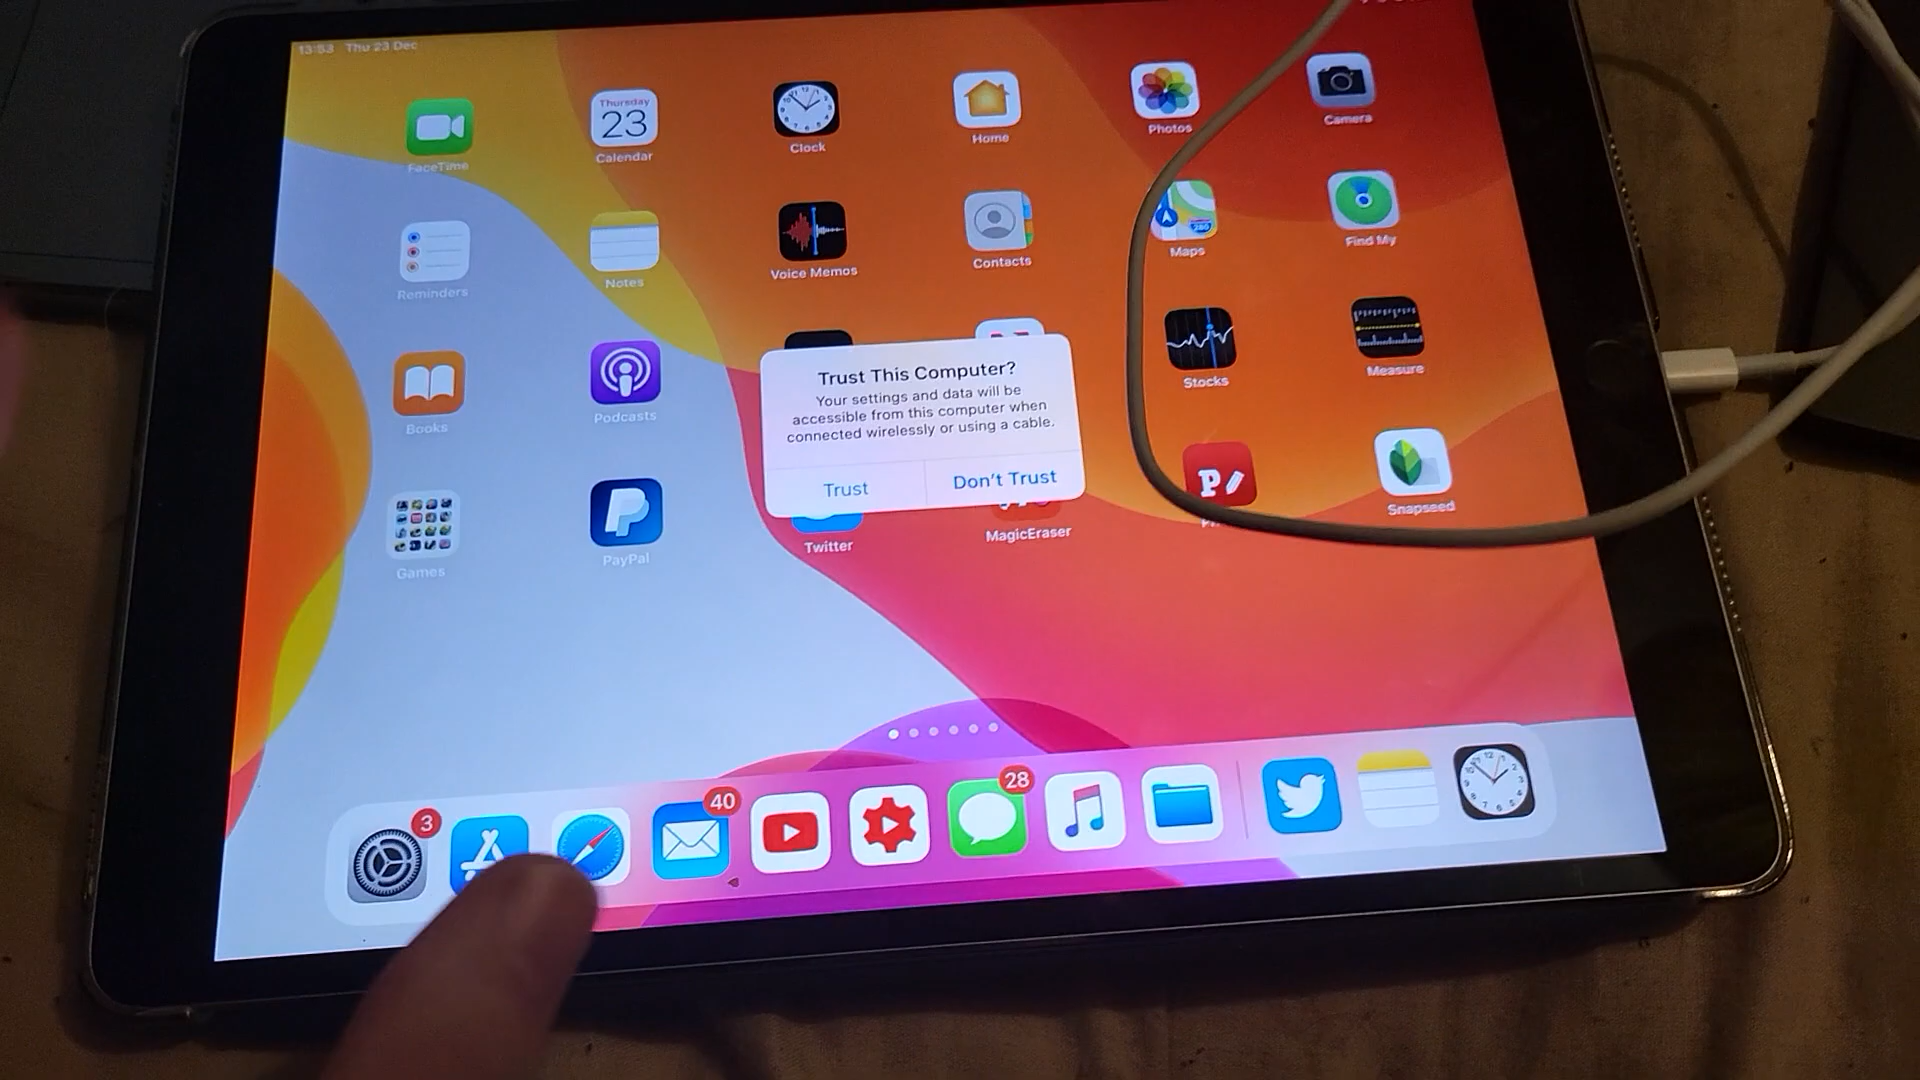 13:53 Thu 23 Dec
Thursday
23
FaceTime
Calendar
Clock
Home
Photos
Camera
Reminders
Notes
Voice Memos
Contacts
Maps
280
Find My
Books
Podcasts
Stocks
Measure
Trust This Computer?
Your settings and data will be
accessible from this computer when
connected wirelessly or using a cable.
Trust
Don't Trust
Games
PayPal
Twitter
MagicEraser
Snapseed
3
40
28